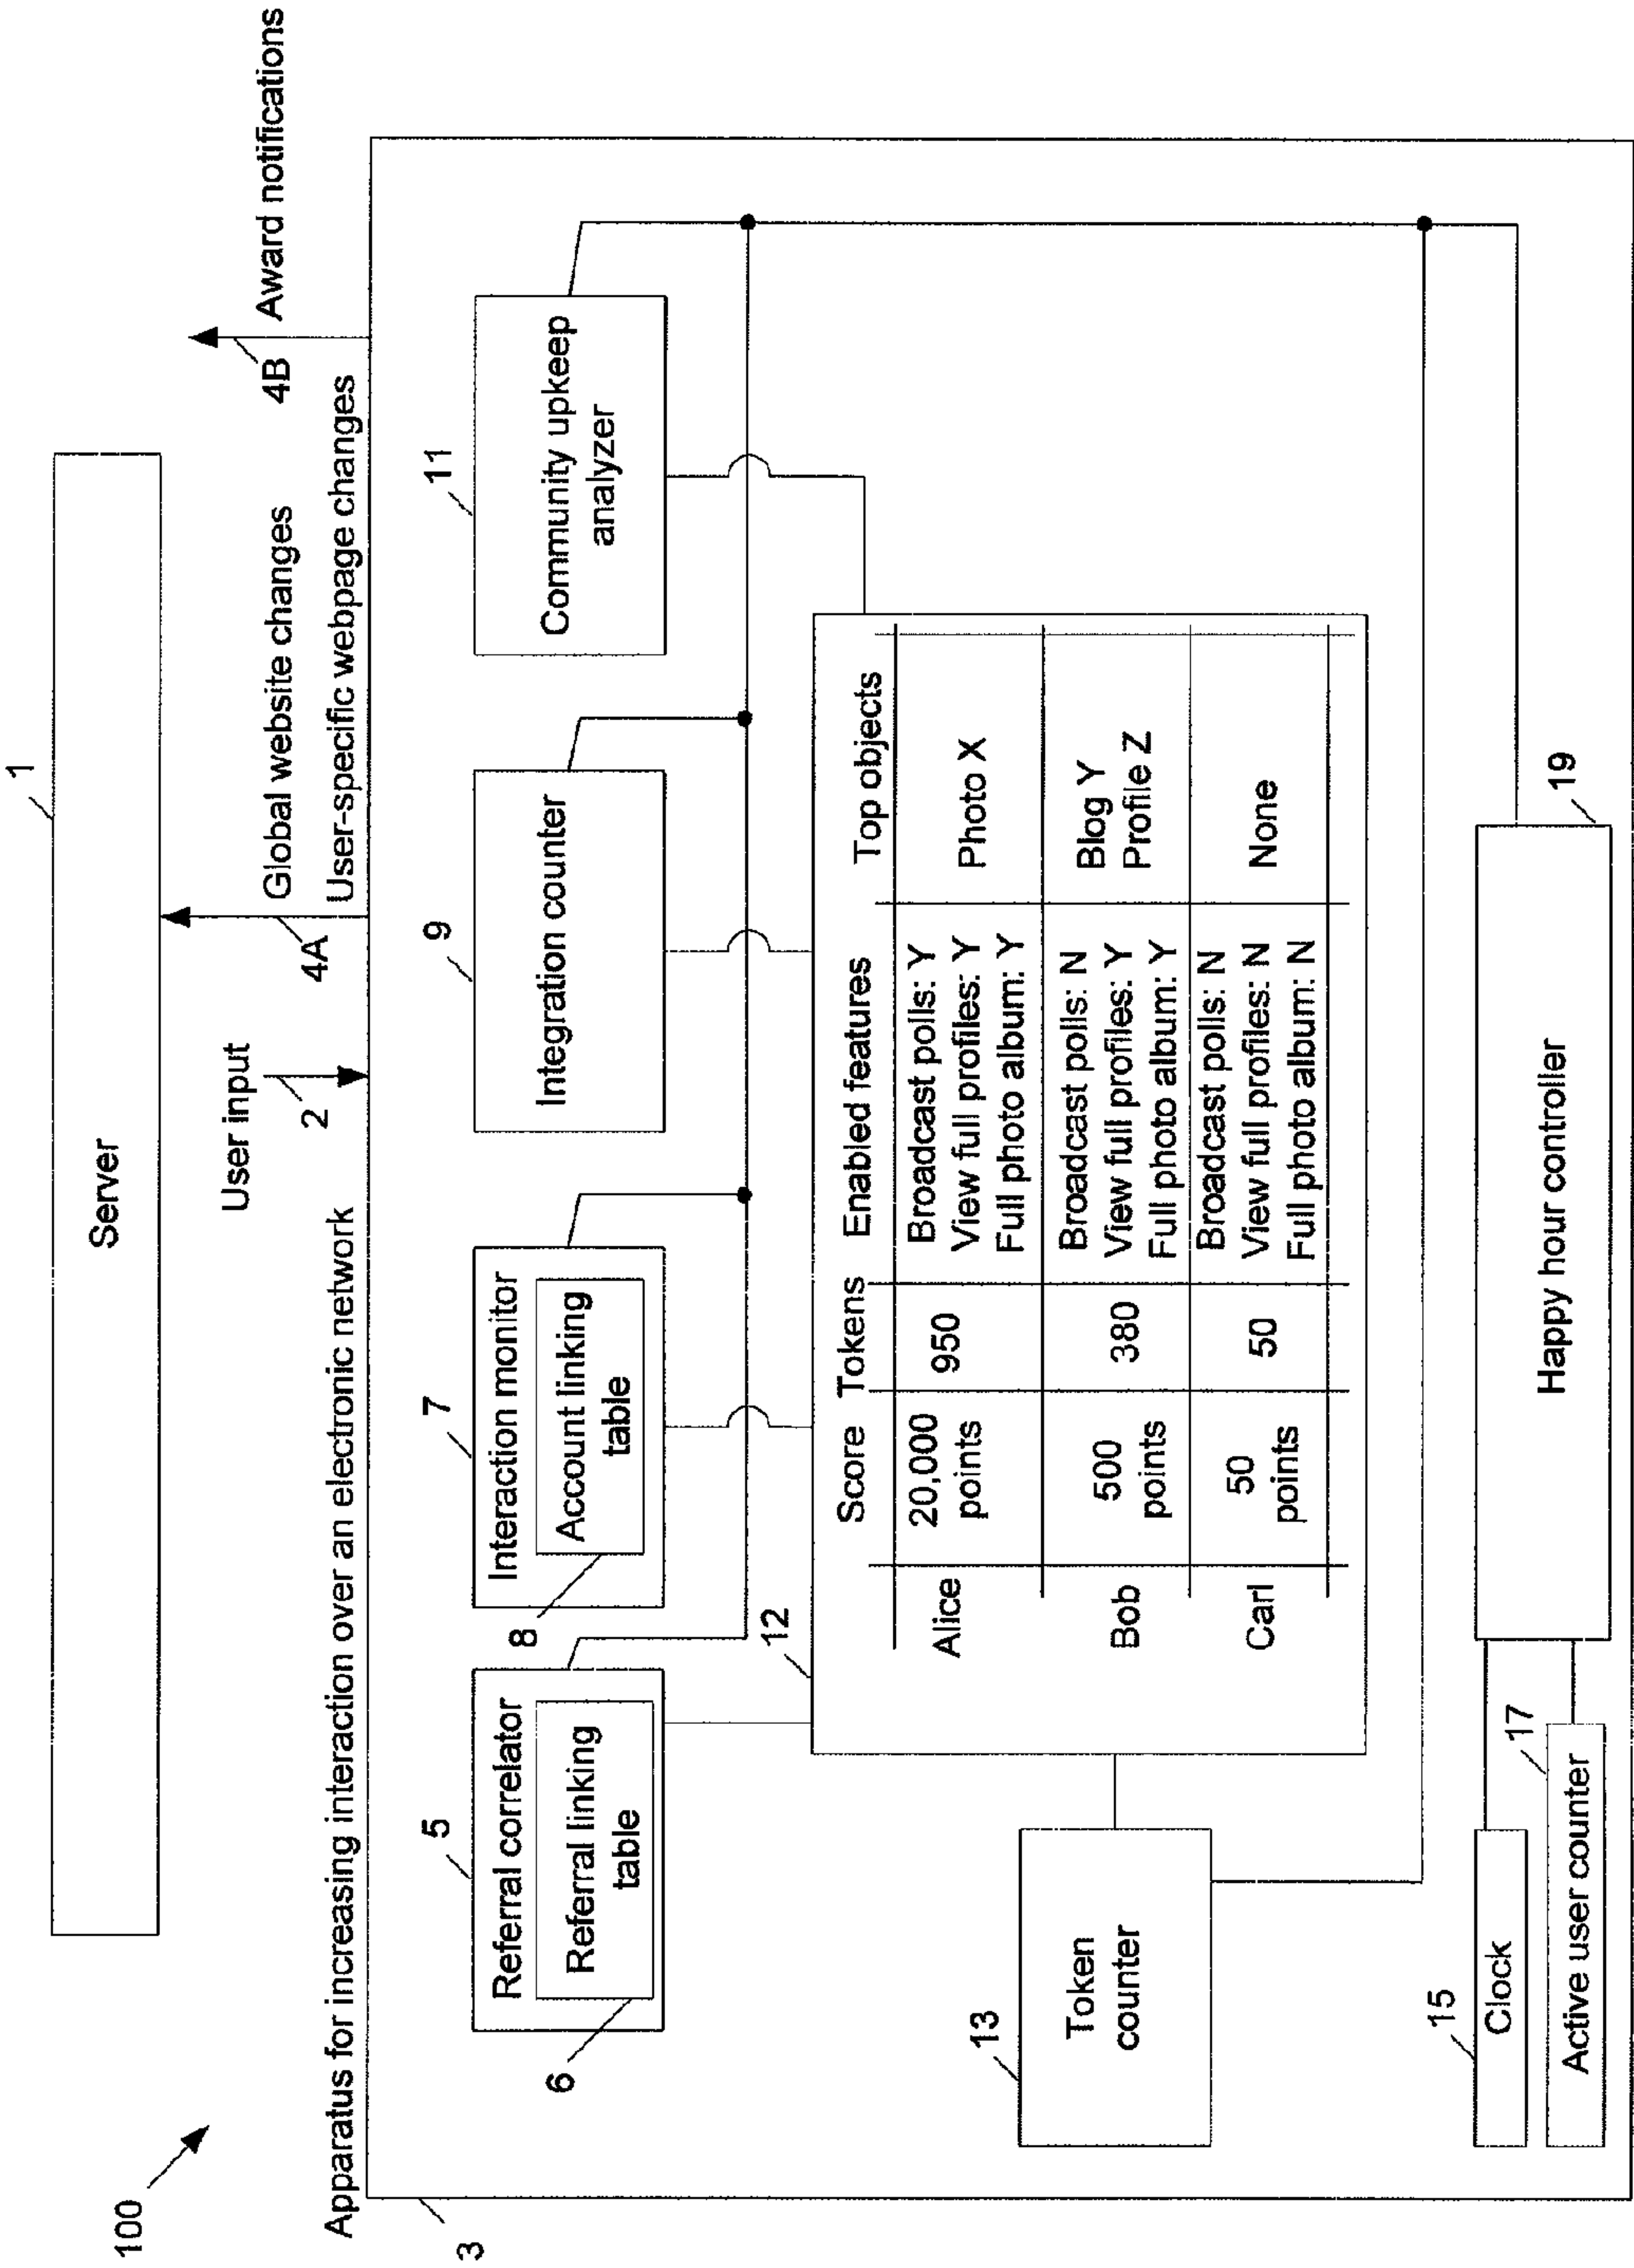 100
1
Server
User input
2
4A
Global website changes
User-specific webpage changes
4B
Award notifications
Apparatus for increasing interaction over an electronic network
3
5
Referral correlator
Referral linking
table
6
7
Interaction monitor
Account linking
table
8
9
Integration counter
11
Community upkeep
analyzer
12
Score Tokens Enabled features Top objects
Alice
20,000
points
950
Broadcast polls: Y
View full profiles: Y
Full photo album: Y
Photo X
Bob
500
points
380
Broadcast polls: N
View full profiles: Y
Full photo album: Y
Blog Y
Profile Z
Carl
50
points
50
Broadcast polls: N
View full profiles: N
Full photo album: N
None
13
Token
counter
15
Clock
17
Active user counter
Happy hour controller
19